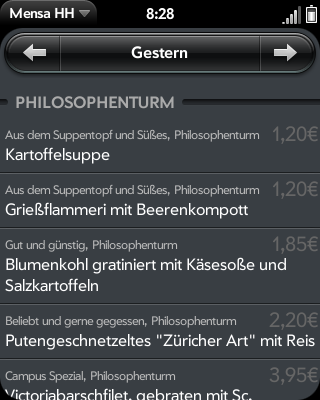 Mensa HH
8:28
Gestern
PHILOSOPHENTURM
Aus dem Suppentopf und Süßes, Philosophenturm
1,20€
Kartoffelsuppe
Aus dem Suppentopf und Süßes, Philosophenturm
1,20€
Grießflammeri mit Beerenkompott
Gut und günstig, Philosophenturm
1,85€
Blumenkohl gratiniert mit Käsesoße und
Salzkartoffeln
Beliebt und gerne gegessen, Philosophenturm
2,20€
Putengeschnetzeltes "Züricher Art" mit Reis
Campus Spezial, Philosophenturm
3,95€
Victoriabarschfilet, gebraten mit Sc.